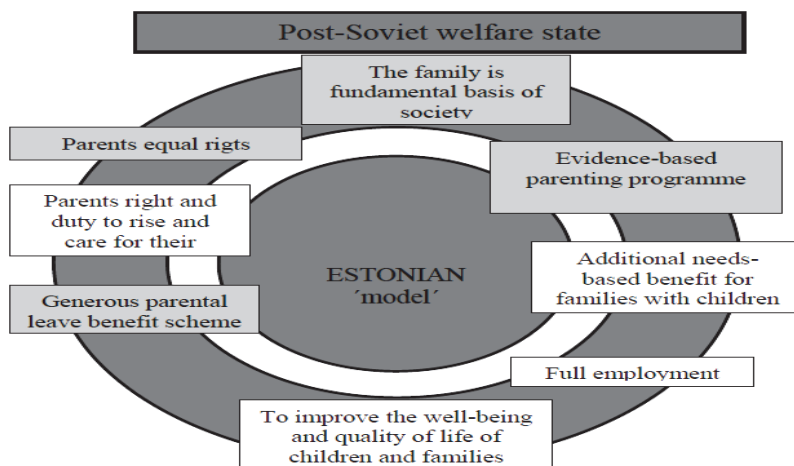 Post-Soviet welfare state
The family is
fundamental basis of
society
Parents equal rigts
Evidence-based
parenting programme
Parents right and
duty to rise and
care for their
ESTONIAN
´model´
Additional needs-
based benefit for
families with children
Generous parental
leave benefit scheme
Full employment
To improve the well-being
and quality of life of
children and families